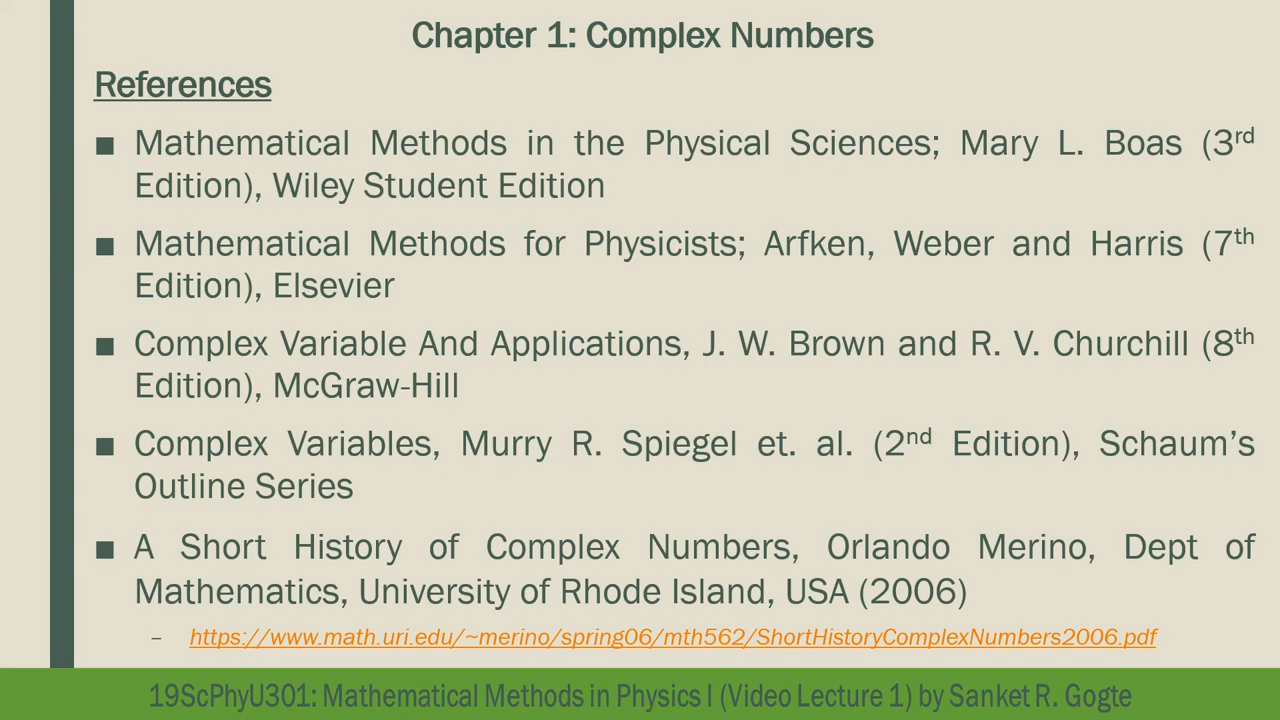 Chapter 1: Complex Numbers
References
■ Mathematical Methods in the Physical Sciences; Mary L. Boas (3rd
Edition), Wiley Student Edition
■ Mathematical Methods for Physicists; Arfken, Weber and Harris (7th
Edition), Elsevier
■ Complex Variable And Applications, J. W. Brown and R. V. Churchill (8th
Edition), McGraw-Hill
■ Complex Variables, Murry R. Spiegel et. al. (2nd Edition), Schaum’s
Outline Series
■ A Short History of Complex Numbers, Orlando Merino, Dept of
Mathematics, University of Rhode Island, USA (2006)
– https://www.math.uri.edu/~merino/spring06/mth562/ShortHistoryComplexNumbers2006.pdf
19ScPhyU301: Mathematical Methods in Physics I (Video Lecture 1) by Sanket R. Gogte